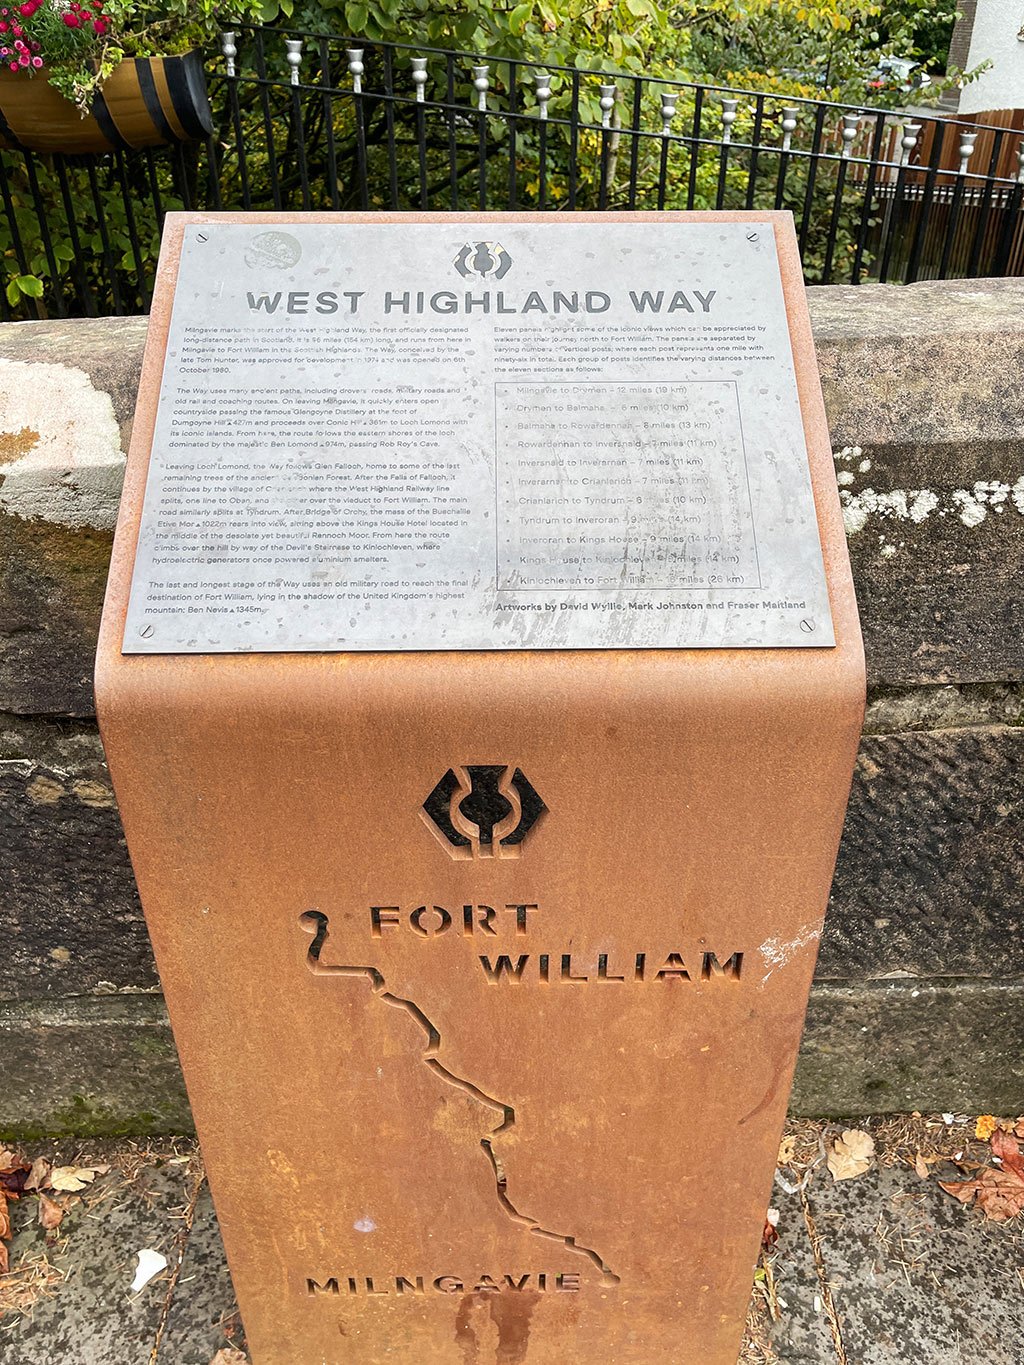 WEST HIGHLAND WAY
Milngavie marks the start of the West Highland Way, the first officially designated
long-distance path in Scotland. It is 96 miles (154 km) long, and runs from here in
Milngavie to Fort William in the Scottish Highlands. The Way, conceived by the
late Tom Hunter, was approved for development in 1974 and was opened on 6th
October 1980.
The Way uses many ancient paths, including drovers' roads, military roads and
old rail and coaching routes. On leaving Milngavie, it quickly enters open
countryside passing the famous Glengoyne Distillery at the foot of
Dumgoyne Hill▲427m and proceeds over Conic Hill▲361m to Loch Lomond with
its iconic islands. From here, the route follows the eastern shores of the loch
dominated by the majestic Ben Lomond▲974m, passing Rob Roy's Cave.
Leaving Loch Lomond, the Way follows Glen Falloch, home to some of the last
remaining trees of the ancient Caledonian Forest. After the Falls of Falloch, it
continues by the village of Crianlarich where the West Highland Railway line
splits, one line to Oban, and the other over the viaduct to Fort William. The main
road similarly splits at Tyndrum. After Bridge of Orchy, the mass of the Buachaille
Etive Mor▲1022m rears into view, sitting above the Kings House Hotel located in
the middle of the desolate yet beautiful Rannoch Moor. From here the route
climbs over the hill by way of the Devil's Staircase to Kinlochleven, where
hydroelectric generators once powered aluminium smelters.
The last and longest stage of the Way uses an old military road to reach the final
destination of Fort William, lying in the shadow of the United Kingdom's highest
mountain: Ben Nevis▲1345m.
Eleven panels highlight some of the iconic views which can be appreciated by
walkers on their journey north to Fort William. The panels are separated by
varying numbers of vertical posts, where each post represents one mile with
ninety-six in total. Each group of posts identifies the varying distances between
the eleven sections as follows:
• Milngavie to Drymen – 12 miles (19 km)
• Drymen to Balmaha – 6 miles (10 km)
• Balmaha to Rowardennan – 8 miles (13 km)
• Rowardennan to Inversnaid – 7 miles (11 km)
• Inversnaid to Inverarnan – 7 miles (11 km)
• Inverarnan to Crianlarich – 7 miles (11 km)
• Crianlarich to Tyndrum – 6 miles (10 km)
• Tyndrum to Inveroran – 9 miles (14 km)
• Inveroran to Kings House – 9 miles (14 km)
• Kings House to Kinlochleven – 9 miles (14 km)
• Kinlochleven to Fort William – 16 miles (26 km)
Artworks by David Wyllie, Mark Johnston and Fraser Maitland
FORT
WILLIAM
MILNGAVIE